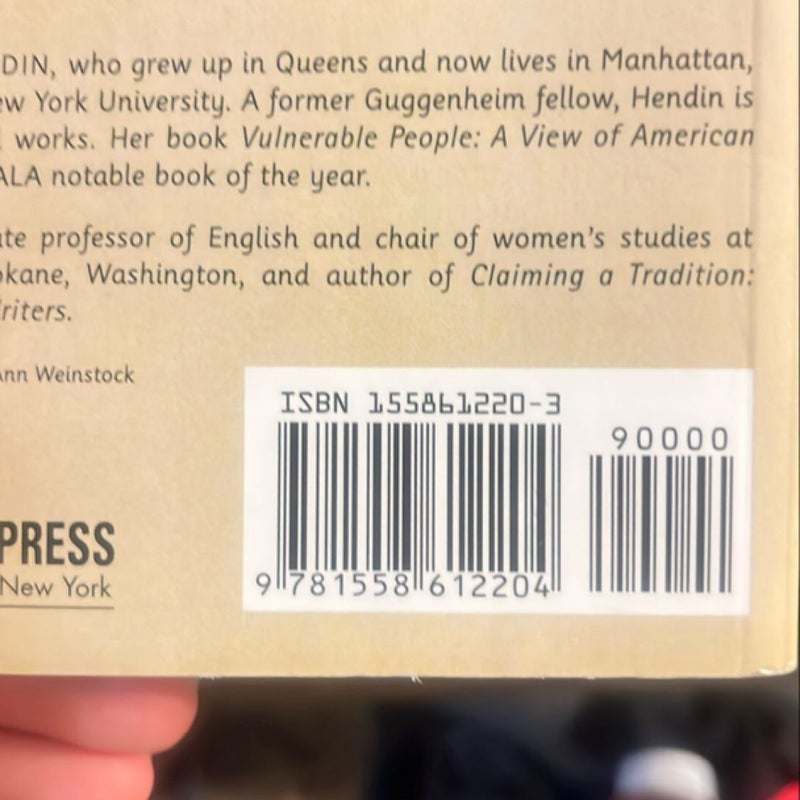 DIN, who grew up in Queens and now lives in Manhattan,
ew York University. A former Guggenheim fellow, Hendin is
works. Her book Vulnerable People: A View of American
ALA notable book of the year.
te professor of English and chair of women's studies at
okane, Washington, and author of Claiming a Tradition:
riters.
Ann Weinstock
ISBN 155861220-3
90000
PRESS
New York
9 781558 612204